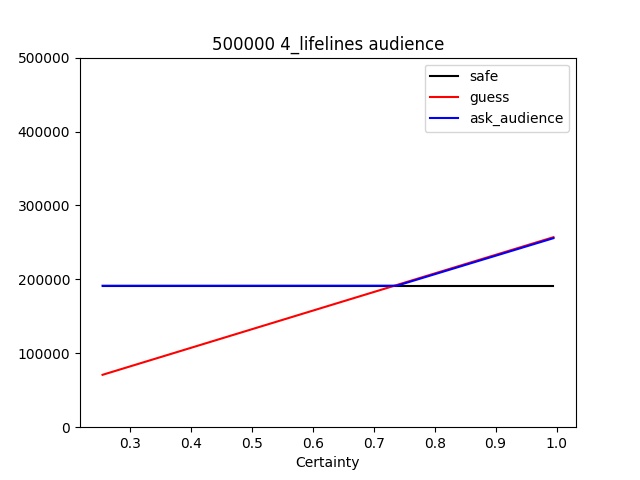 500000 4_lifelines audience
500000
400000
300000
200000
100000
0
safe
guess
ask_audience
0.3 0.4 0.5 0.6 0.7 0.8 0.9 1.0
Certainty